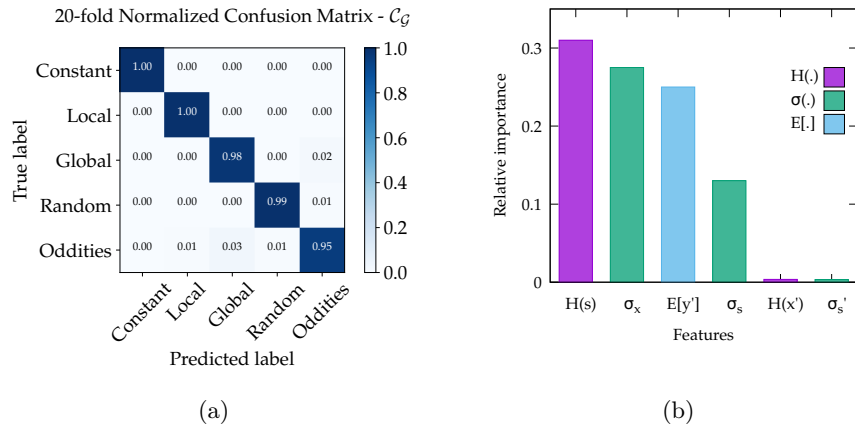 20-fold Normalized Confusion Matrix - 𝒞𝒢
True label
Constant
Local
Global
Random
Oddities
1.00 0.00 0.00 0.00 0.00
0.00 1.00 0.00 0.00 0.00
0.00 0.00 0.98 0.00 0.02
0.00 0.00 0.00 0.99 0.01
0.00 0.01 0.03 0.01 0.95
Constant Local Global Random Oddities
Predicted label
1.0
0.8
0.6
0.4
0.2
0.0
(a)
Relative importance
0.3
0.2
0.1
0
H(.)
σ(.)
E[.]
H(s) σx E[y'] σs H(x') σs'
Features
(b)